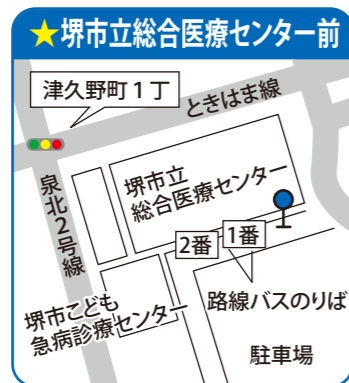 ★堺市立総合医療センター前
津久野町1丁
ときはま線
泉北2号線
堺市立
総合医療センター
2番
1番
堺市こども
急病診療センター
路線バスのりば
駐車場